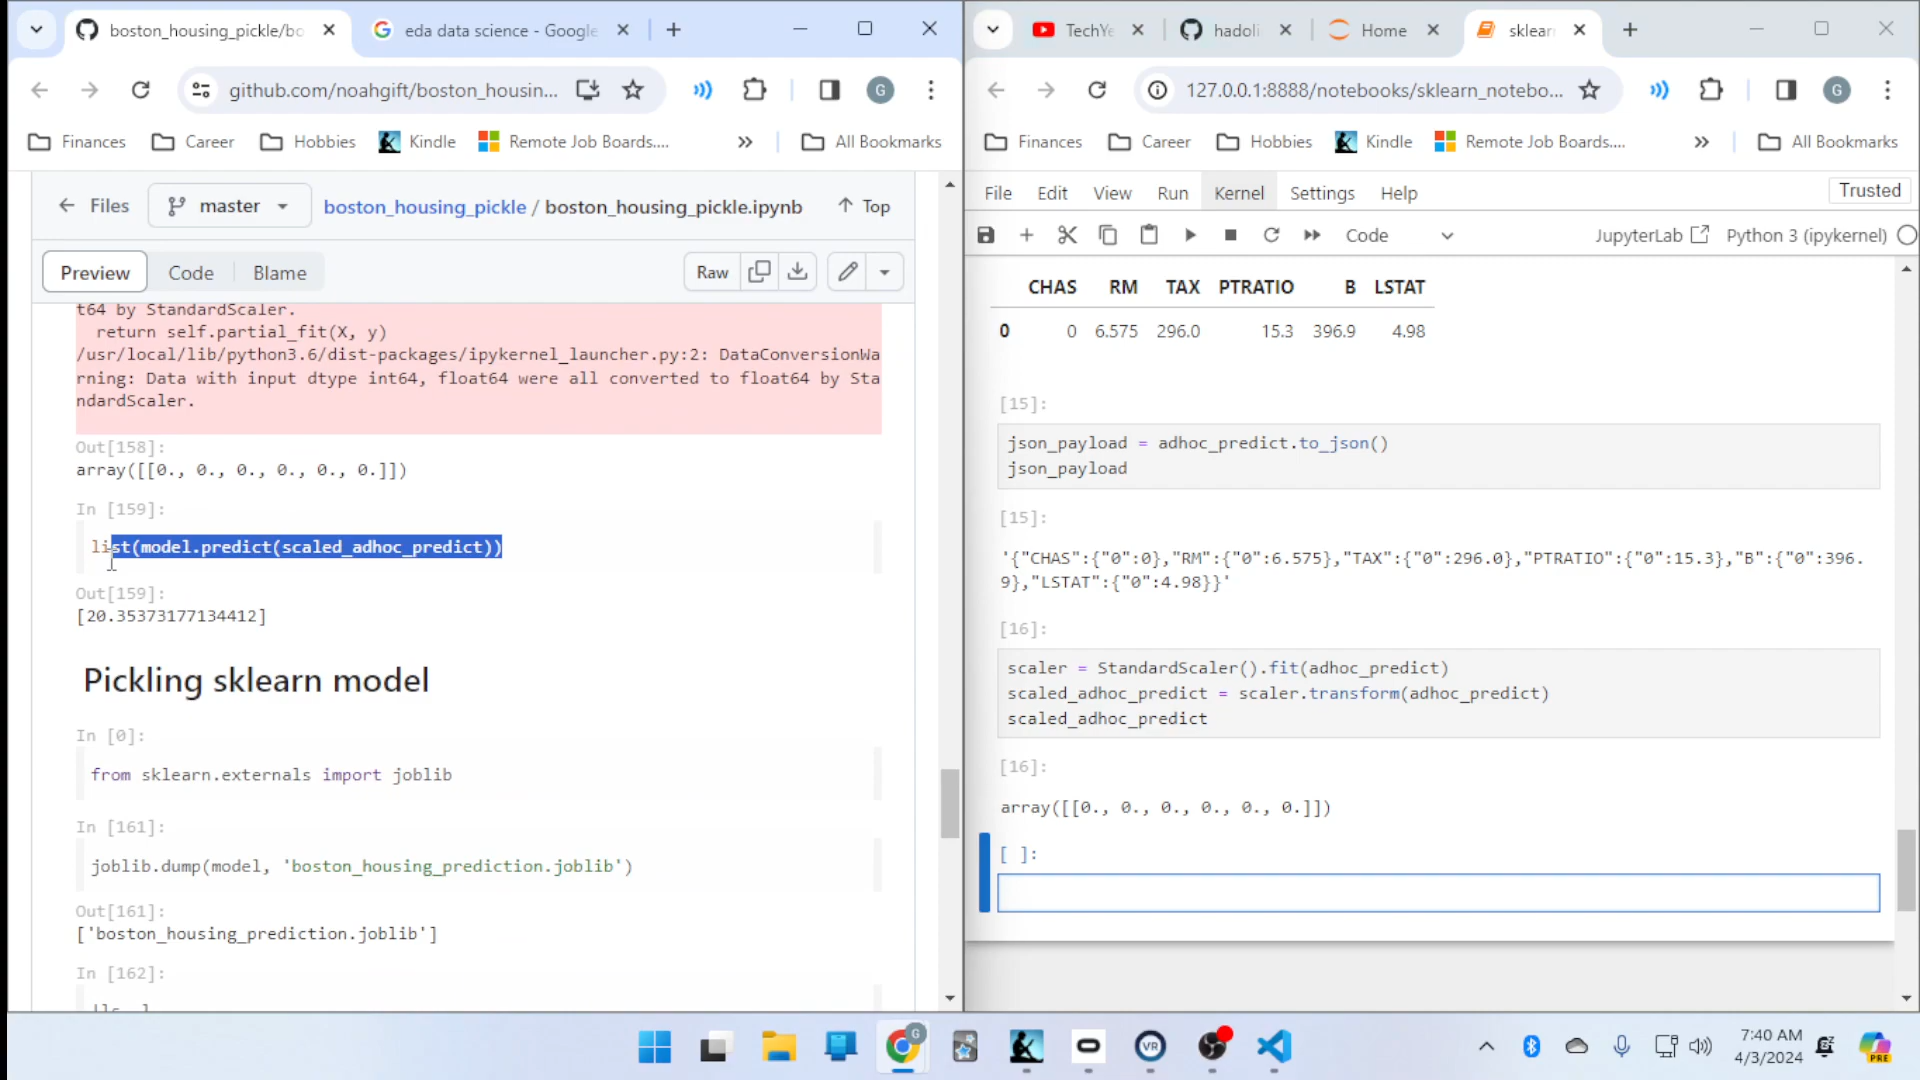 boston_housing_pickle/bo
eda data science - Google
github.com/noahgift/boston_housin...
G
Finances
Career
Hobbies
Kindle
Remote Job Boards....
All Bookmarks
Files
master
boston_housing_pickle / boston_housing_pickle.ipynb
Top
Preview
Code
Blame
Raw
t64 by StandardScaler.
return self.partial_fit(X, y)
/usr/local/lib/python3.6/dist-packages/ipykernel_launcher.py:2: DataConversionWa
rning: Data with input dtype int64, float64 were all converted to float64 by Sta
ndardScaler.
Out[158]:
array([[0., 0., 0., 0., 0., 0.]])
In [159]:
list(model.predict(scaled_adhoc_predict))
Out[159]:
[20.35373177134412]
Pickling sklearn model
In [0]:
from sklearn.externals import joblib
In [161]:
joblib.dump(model, 'boston_housing_prediction.joblib')
Out[161]:
['boston_housing_prediction.joblib']
In [162]:
TechYe
hadoli
Home
sklear
127.0.0.1:8888/notebooks/sklearn_notebo...
G
Finances
Career
Hobbies
Kindle
Remote Job Boards....
All Bookmarks
File
Edit
View
Run
Kernel
Settings
Help
Trusted
Code
JupyterLab
Python 3 (ipykernel)
CHAS RM TAX PTRATIO B LSTAT
0 0 6.575 296.0 15.3 396.9 4.98
[15]:
json_payload = adhoc_predict.to_json()
json_payload
[15]:
'{"CHAS":{"0":0},"RM":{"0":6.575},"TAX":{"0":296.0},"PTRATIO":{"0":15.3},"B":{"0":396.
9},"LSTAT":{"0":4.98}}'
[16]:
scaler = StandardScaler().fit(adhoc_predict)
scaled_adhoc_predict = scaler.transform(adhoc_predict)
scaled_adhoc_predict
[16]:
array([[0., 0., 0., 0., 0., 0.]])
[ ]:
G
VR
7:40 AM
4/3/2024
PRE